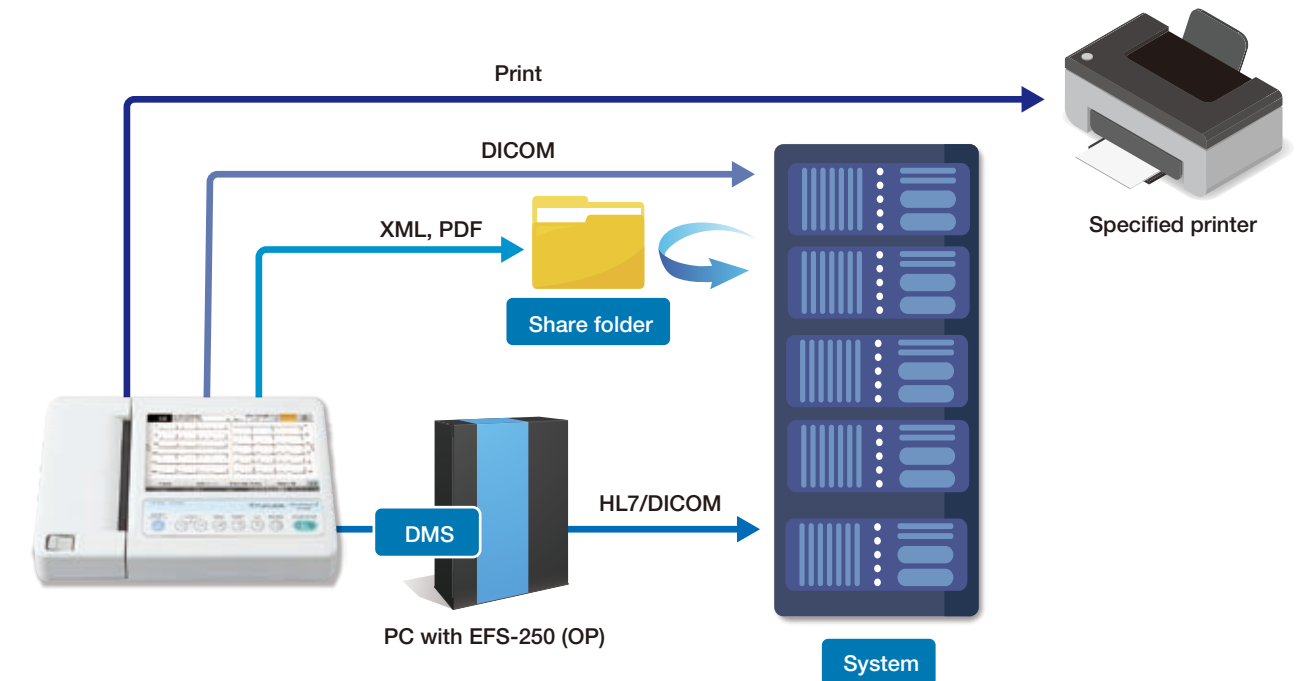 Print
DICOM
XML, PDF
Specified printer
Share folder
HL7/DICOM
DMS
PC with EFS-250 (OP)
System